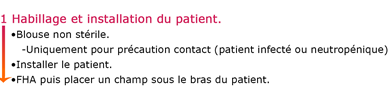 1 Habillage et installation du patient.
•Blouse non stérile.
-Uniquement pour précaution contact (patient infecté ou neutropénique)
•Installer le patient.
•FHA puis placer un champ sous le bras du patient.